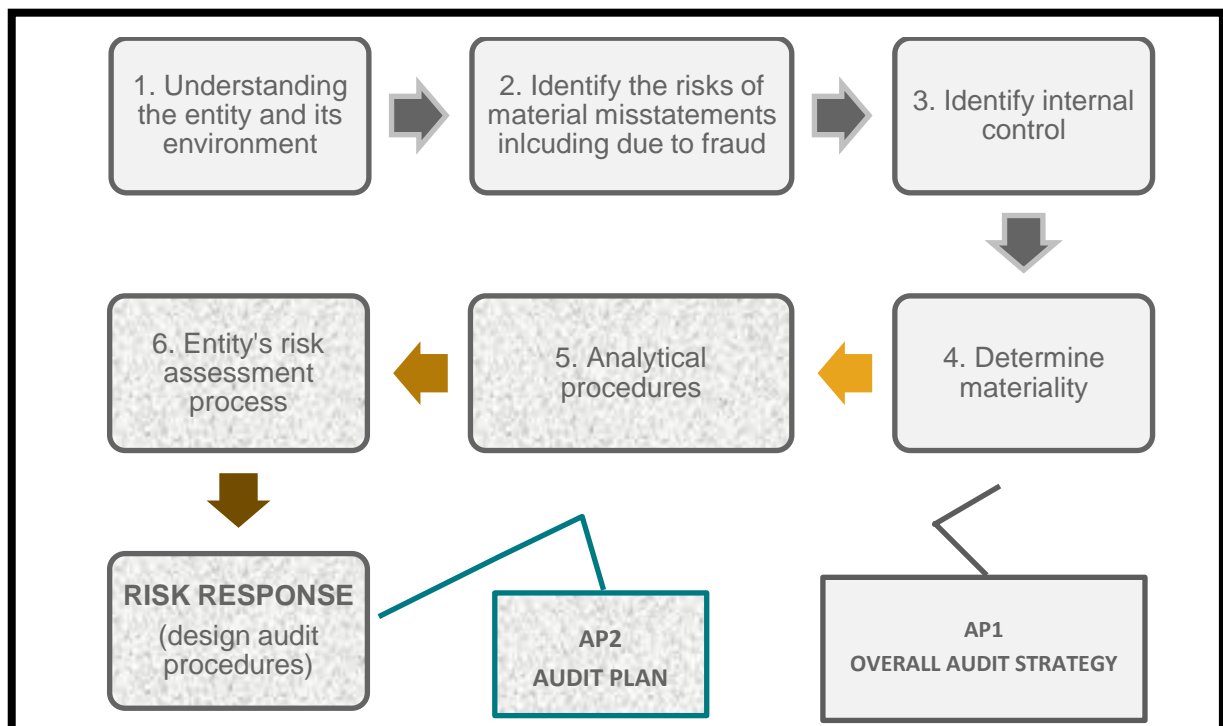 1. Understanding
the entity and its
environment
2. Identify the risks of
material misstatements
inlcuding due to fraud
3. Identify internal
control
6. Entity's risk
assessment
process
5. Analytical
procedures
4. Determine
materiality
RISK RESPONSE
(design audit
procedures)
AP2
AUDIT PLAN
AP1
OVERALL AUDIT STRATEGY